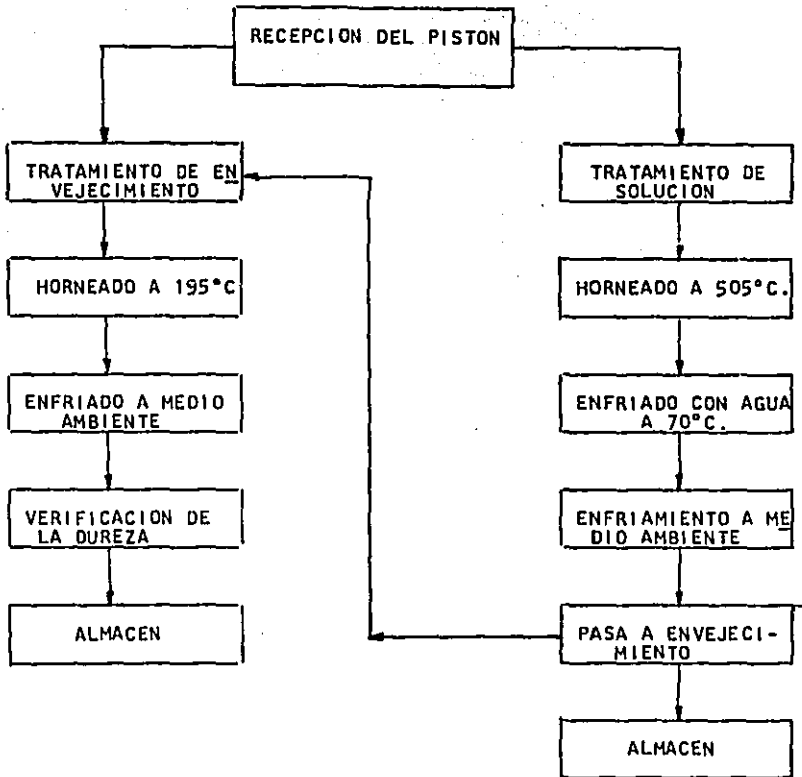 RECEPCION DEL PISTON
TRATAMIENTO DE EN
VEJECIMIENTO
HORNEADO A 195°C
ENFRIADO A MEDIO
AMBIENTE
VERIFICACION DE
LA DUREZA
ALMACEN
TRATAMIENTO DE
SOLUCION
HORNEADO A 505°C.
ENFRIADO CON AGUA
A 70°C.
ENFRIAMIENTO A ME
DIO AMBIENTE
PASA A ENVEJECI-
MIENTO
ALMACEN